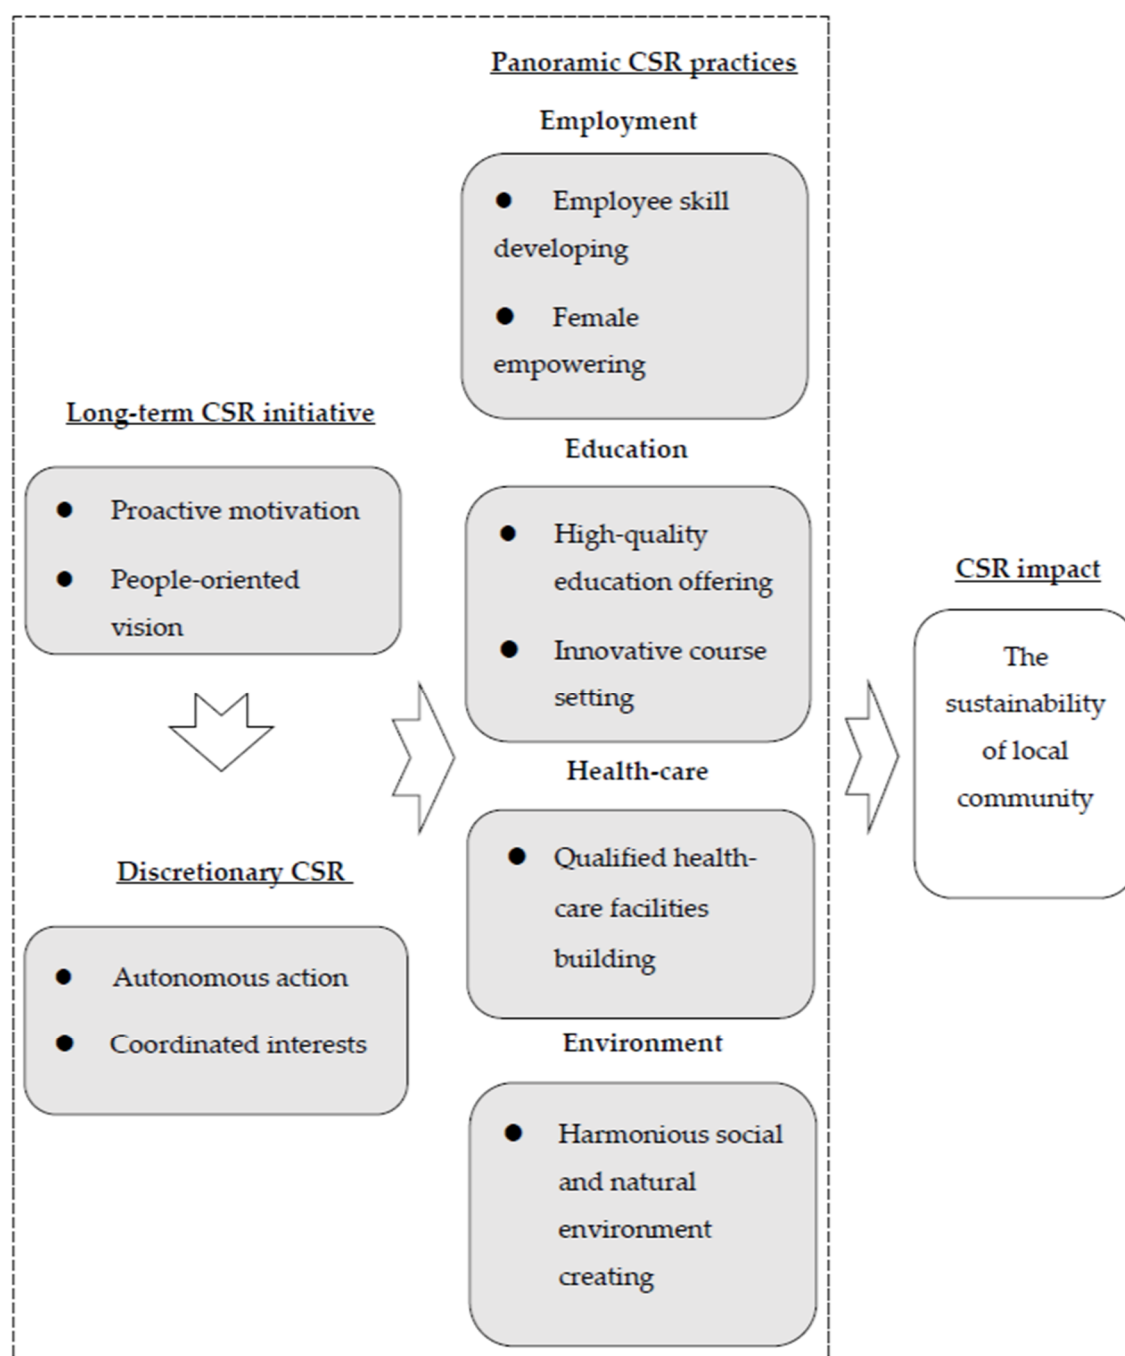 Panoramic CSR practices
Employment
● Employee skill
developing
● Female
empowering
Long-term CSR initiative
● Proactive motivation
● People-oriented
vision
Discretionary CSR
● Autonomous action
● Coordinated interests
Education
● High-quality
education offering
● Innovative course
setting
Health-care
● Qualified health-
care facilities
building
Environment
● Harmonious social
and natural
environment
creating
CSR impact
The
sustainability
of local
community